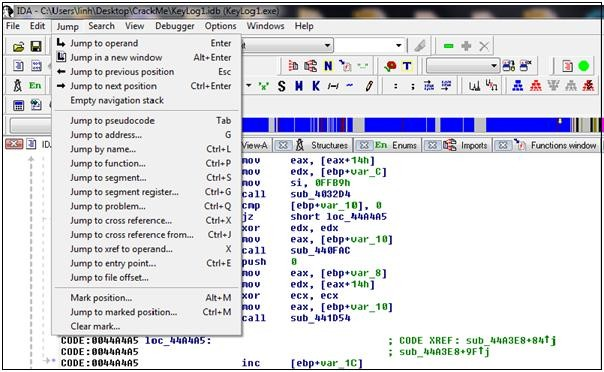 IDA - C:\Users\linh\Desktop\CrackMe\KeyLog1.idb (KeyLog1.exe)
File Edit Jump Search View Debugger Options Windows Help
Jump to operand Enter
Jump in a new window Alt+Enter
Jump to previous position Esc
Jump to next position Ctrl+Enter
Empty navigation stack
Jump to pseudocode Tab
Jump to address... G
Jump by name... Ctrl+L
Jump to function... Ctrl+P
Jump to segment... Ctrl+S
Jump to segment register... Ctrl+G
Jump to problem... Ctrl+Q
Jump to cross reference... Ctrl+X
Jump to cross reference from... Ctrl+J
Jump to xref to operand... X
Jump to entry point... Ctrl+E
Jump to file offset...
Mark position... Alt+M
Jump to marked position... Ctrl+M
Clear mark...
En
S M K
IDA
View-A Structures En Enums Imports Functions window
mov eax, [eax+14h]
mov edx, [ebp+var_C]
mov si, 0FFB9h
call sub_4032D4
cmp [ebp+var_10], 0
jz short loc_44A4A5
xor edx, edx
mov eax, [ebp+var_10]
call sub_440FAC
push 0
mov eax, [ebp+var_8]
mov edx, [eax+14h]
xor ecx, ecx
mov eax, [ebp+var_10]
call sub_441D54
CODE:0044A4A5 loc_44A4A5: ; CODE XREF: sub_44A3E8+84↑j
CODE:0044A4A5 ; sub_44A3E8+9F↑j
CODE:0044A4A5 inc [ebp+var_1C]